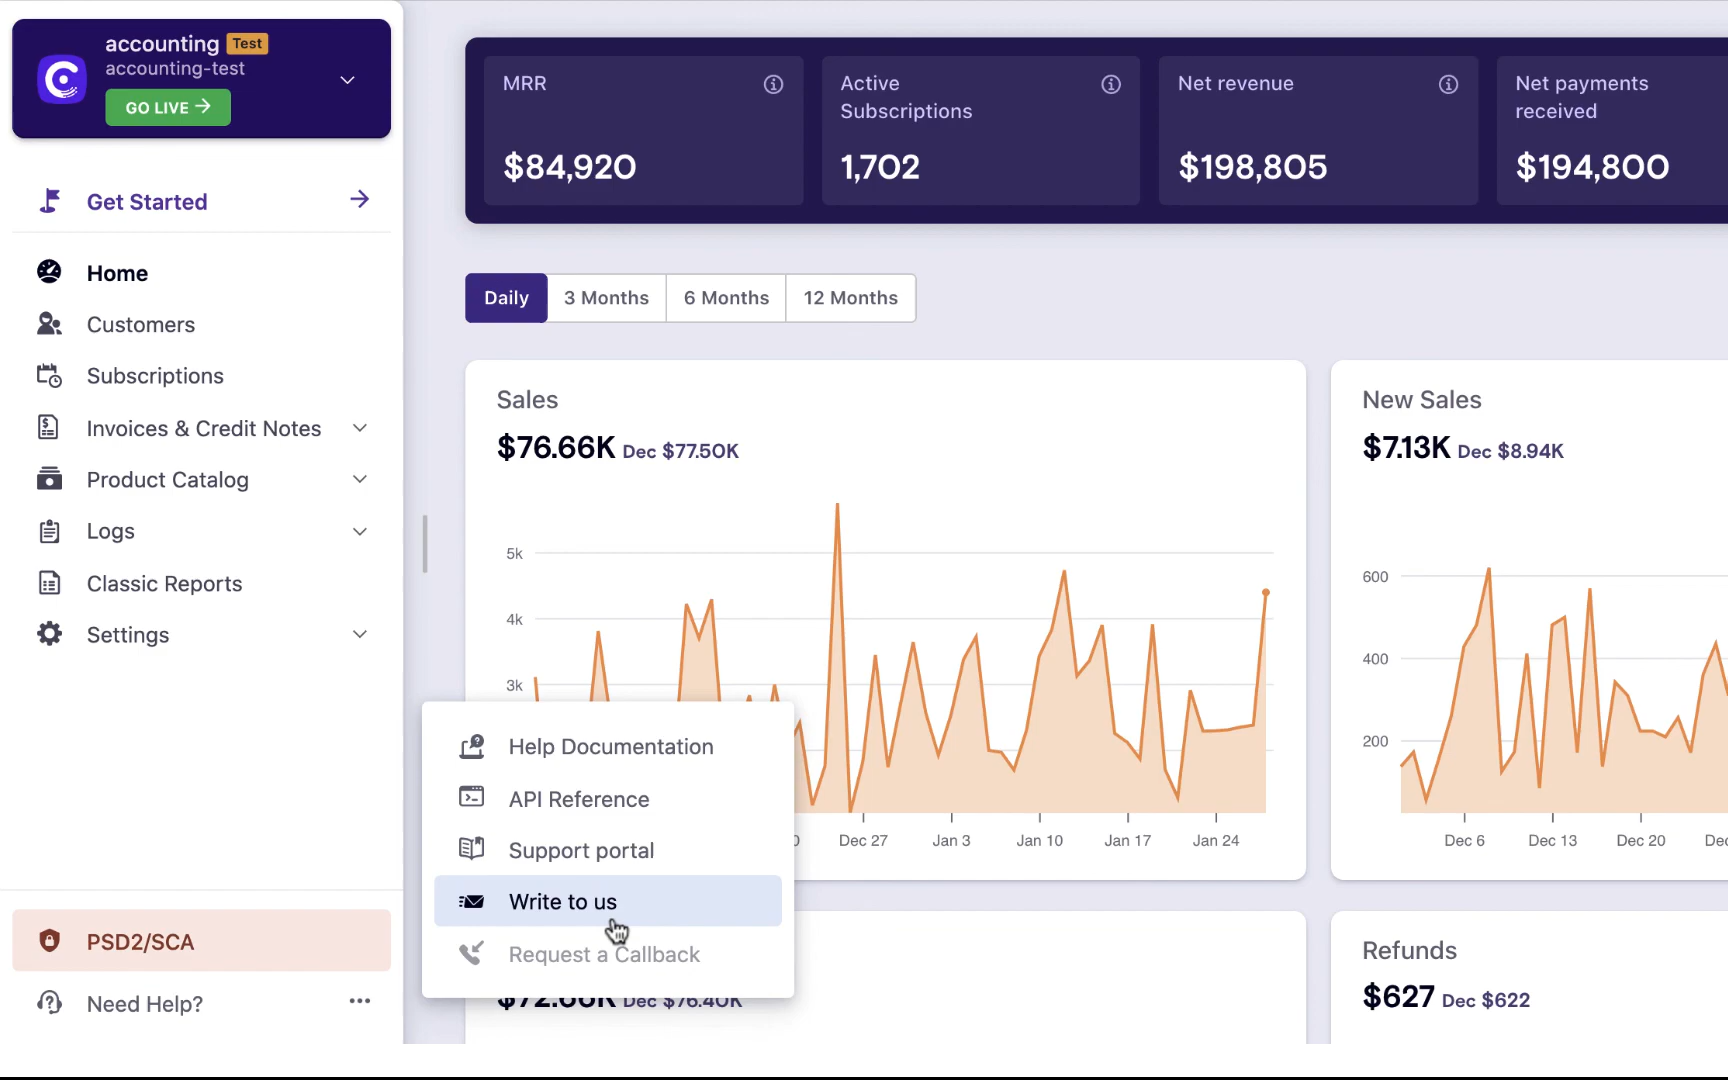 accounting Test
accounting-test
GO LIVE
Get Started
Home
Customers
Subscriptions
Invoices & Credit Notes
Product Catalog
Logs
Classic Reports
Settings
PSD2/SCA
Need Help?
MRR
$84,920
Active
Subscriptions
1,702
Net revenue
$198,805
Net payments
received
$194,800
Daily
3 Months
6 Months
12 Months
Sales
$76.66K Dec $77.50K
5k
4k
3k
Dec 27
Jan 3
Jan 10
Jan 17
Jan 24
New Sales
$7.13K Dec $8.94K
600
400
200
Dec 6
Dec 13
Dec 20
Help Documentation
API Reference
Support portal
Write to us
Request a Callback
Dec $76.40K
Refunds
$627 Dec $622